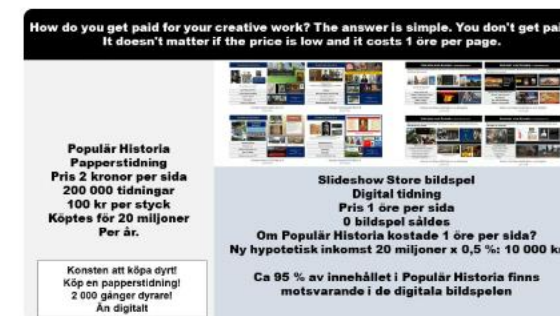 How do you get paid for your creative work? The answer is simple. You don't get pai
It doesn't matter if the price is low and it costs 1 öre per page.
Populär Historia
Papperstidning
Pris 2 kronor per sida
200 000 tidningar
100 kr per styck
Köptes för 20 miljoner
Per år.
Konsten att köpa dyrt!
Köp en papperstidning!
2 000 gånger dyrare!
Än digitalt
Slideshow Store bildspel
Digital tidning
Pris 1 öre per sida
0 bildspel såldes
Om Populär Historia kostade 1 öre per sida?
Ny hypotetisk inkomst 20 miljoner x 0,5 %: 10 000 k
Ca 95 % av innehållet i Populär Historia finns
motsvarande i de digitala bildspelen